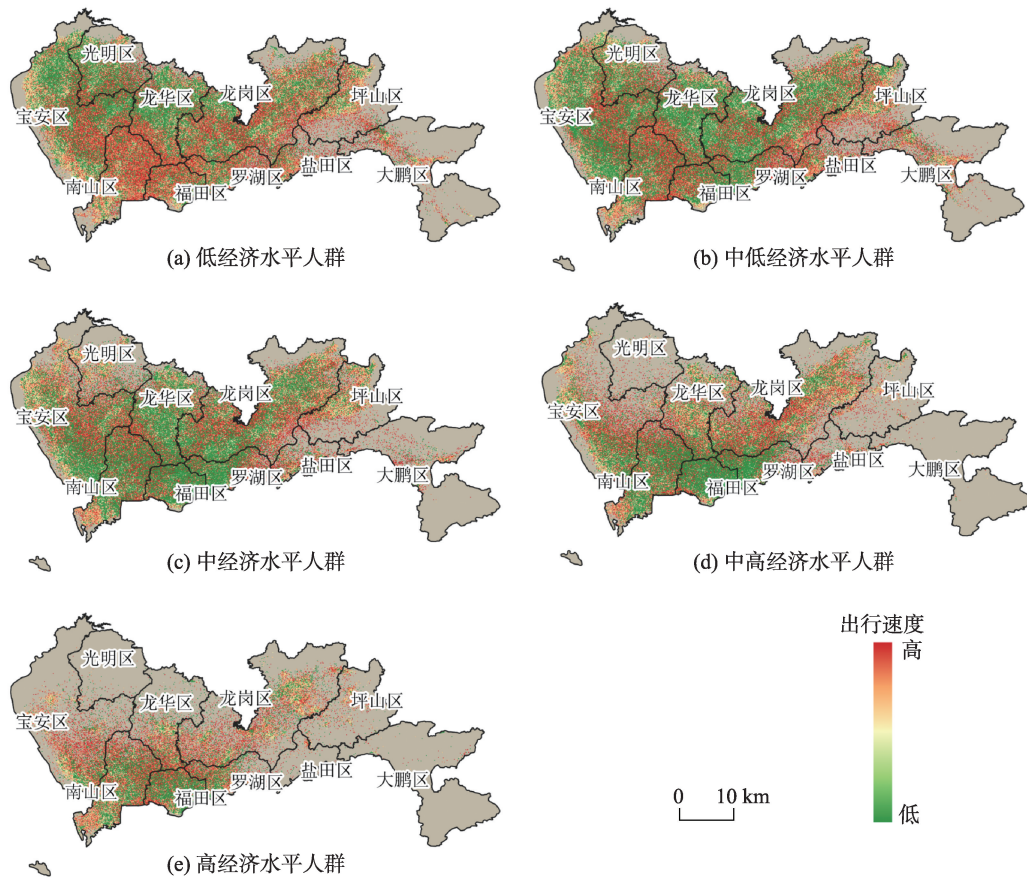 光明区
龙华区
龙岗区
坪山区
宝安区
南山区
福田区
罗湖区
盐田区
大鹏区
(a) 低经济水平人群
光明区
龙华区
龙岗区
坪山区
宝安区
南山区
福田区
罗湖区
盐田区
大鹏区
(b) 中低经济水平人群
光明区
龙华区
龙岗区
坪山区
宝安区
南山区
福田区
罗湖区
盐田区
大鹏区
(c) 中经济水平人群
光明区
龙华区
龙岗区
坪山区
宝安区
南山区
福田区
罗湖区
盐田区
大鹏区
(d) 中高经济水平人群
光明区
龙华区
龙岗区
坪山区
宝安区
南山区
福田区
罗湖区
盐田区
大鹏区
(e) 高经济水平人群
出行速度
高
低
0 10 km